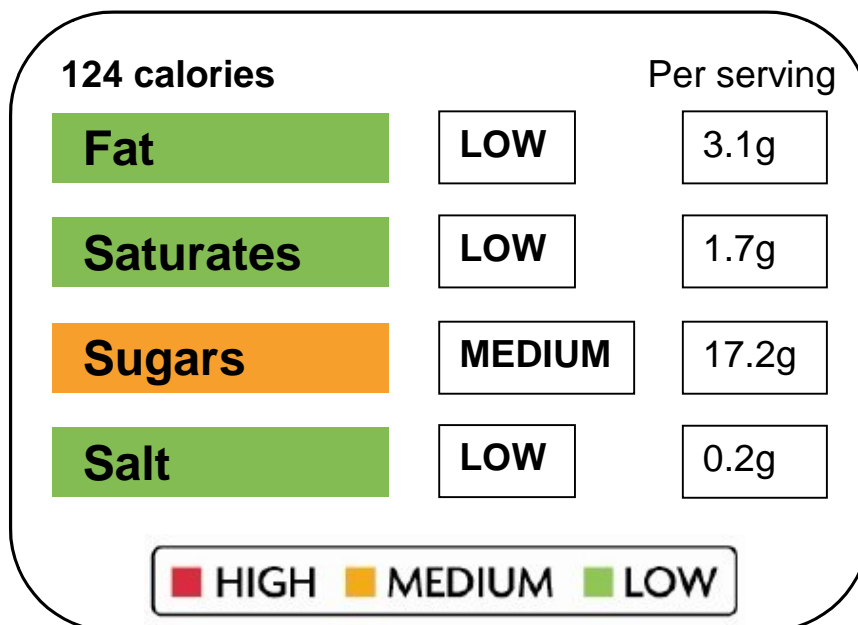 124 calories Per serving
Fat LOW 3.1g
Saturates LOW 1.7g
Sugars MEDIUM 17.2g
Salt LOW 0.2g
HIGH MEDIUM LOW